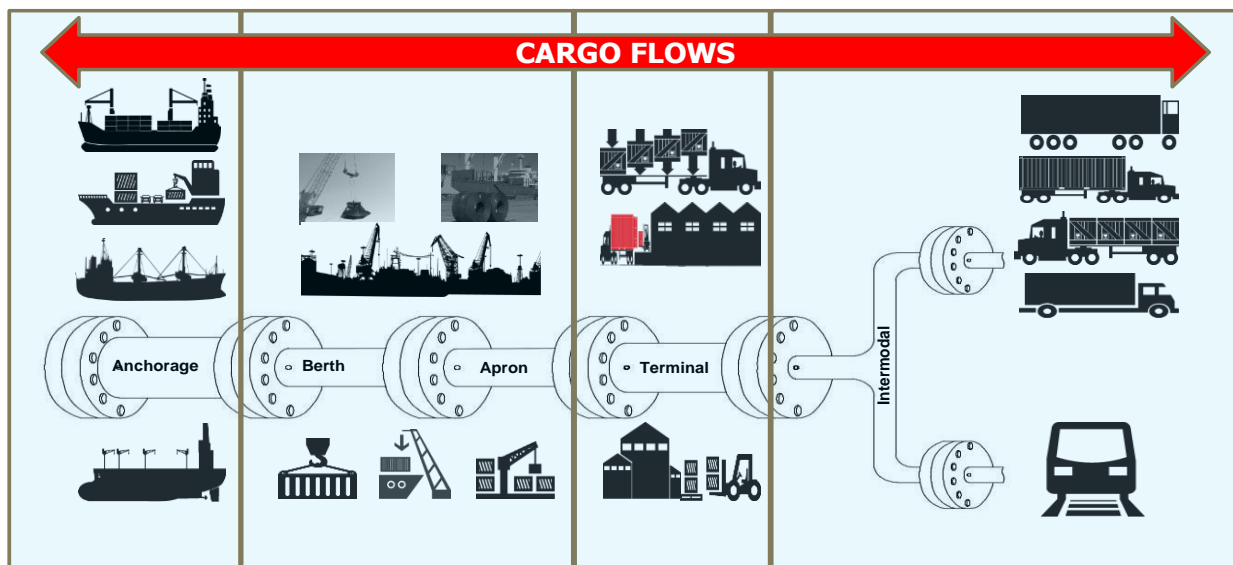 CARGO FLOWS
Anchorage
Berth
Apron
Terminal
Intermodal